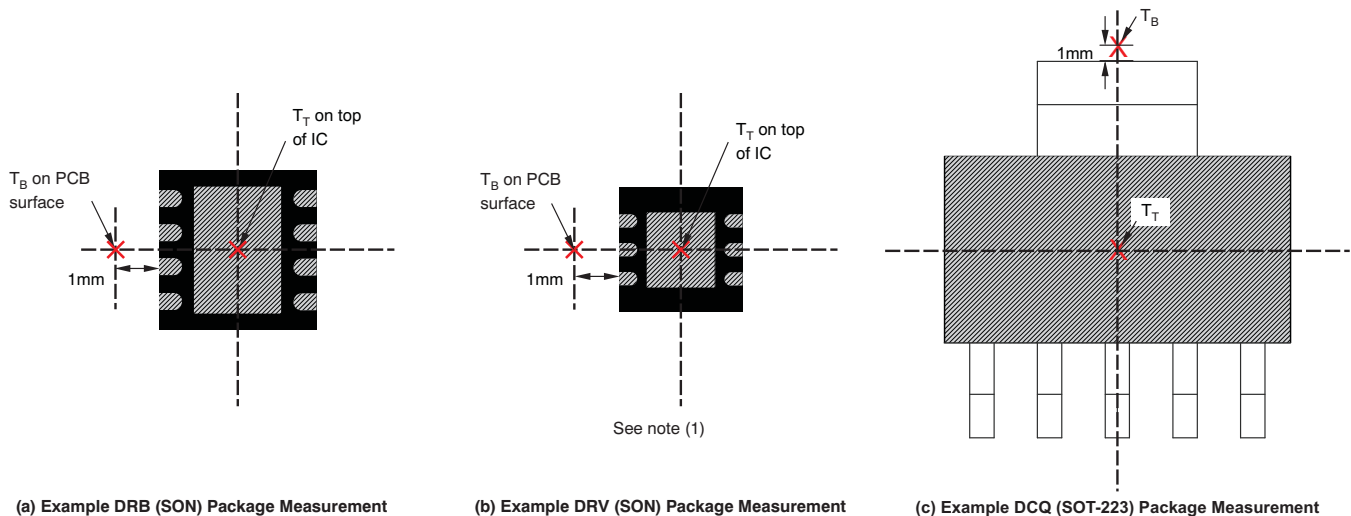 T_T on top
of IC
T_B on PCB
surface
1mm
(a) Example DRB (SON) Package Measurement
T_T on top
of IC
T_B on PCB
surface
1mm
See note (1)
(b) Example DRV (SON) Package Measurement
T_B
1mm
T_T
(c) Example DCQ (SOT-223) Package Measurement